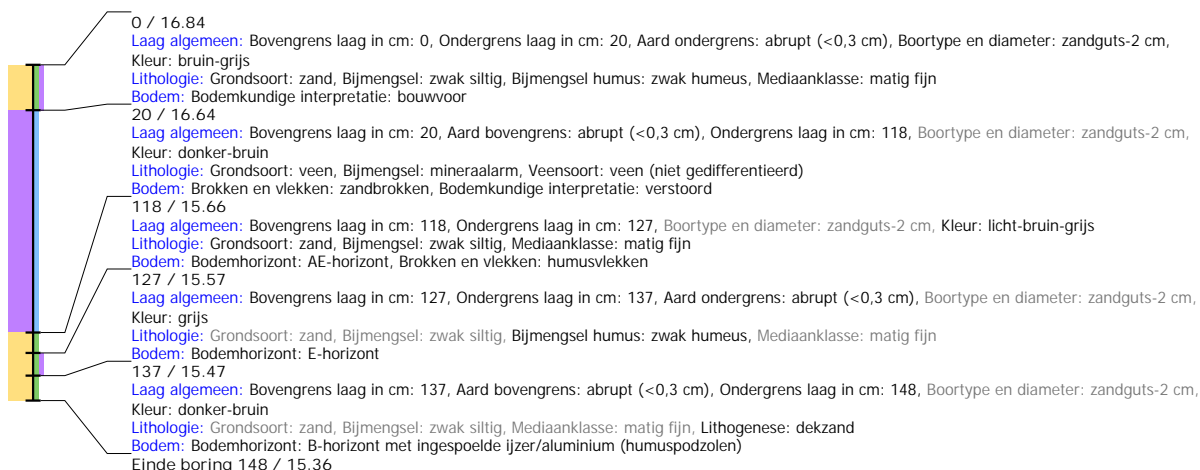 0 / 16.84
Laag algemeen: Bovengrens laag in cm: 0, Ondergrens laag in cm: 20, Aard ondergrens: abrupt (<0,3 cm), Boortype en diameter: zandguts-2 cm,
Kleur: bruin-grijs
Lithologie: Grondsoort: zand, Bijmengsel: zwak siltig, Bijmengsel humus: zwak humeus, Mediaanklasse: matig fijn
Bodem: Bodemkundige interpretatie: bouwvoor
20 / 16.64
Laag algemeen: Bovengrens laag in cm: 20, Aard bovengrens: abrupt (<0,3 cm), Ondergrens laag in cm: 118, Boortype en diameter: zandguts-2 cm,
Kleur: donker-bruin
Lithologie: Grondsoort: veen, Bijmengsel: mineraalarm, Veensoort: veen (niet gedifferentieerd)
Bodem: Brokken en vlekken: zandbrokken, Bodemkundige interpretatie: verstoord
118 / 15.66
Laag algemeen: Bovengrens laag in cm: 118, Ondergrens laag in cm: 127, Boortype en diameter: zandguts-2 cm, Kleur: licht-bruin-grijs
Lithologie: Grondsoort: zand, Bijmengsel: zwak siltig, Mediaanklasse: matig fijn
Bodem: Bodemhorizont: AE-horizont, Brokken en vlekken: humusvlekken
127 / 15.57
Laag algemeen: Bovengrens laag in cm: 127, Ondergrens laag in cm: 137, Aard ondergrens: abrupt (<0,3 cm), Boortype en diameter: zandguts-2 cm,
Kleur: grijs
Lithologie: Grondsoort: zand, Bijmengsel: zwak siltig, Bijmengsel humus: zwak humeus, Mediaanklasse: matig fijn
Bodem: Bodemhorizont: E-horizont
137 / 15.47
Laag algemeen: Bovengrens laag in cm: 137, Aard bovengrens: abrupt (<0,3 cm), Ondergrens laag in cm: 148, Boortype en diameter: zandguts-2 cm,
Kleur: donker-bruin
Lithologie: Grondsoort: zand, Bijmengsel: zwak siltig, Mediaanklasse: matig fijn, Lithogenese: dekzand
Bodem: Bodemhorizont: B-horizont met ingespoelde ijzer/aluminium (humuspodzolen)
Einde boring 148 / 15.36